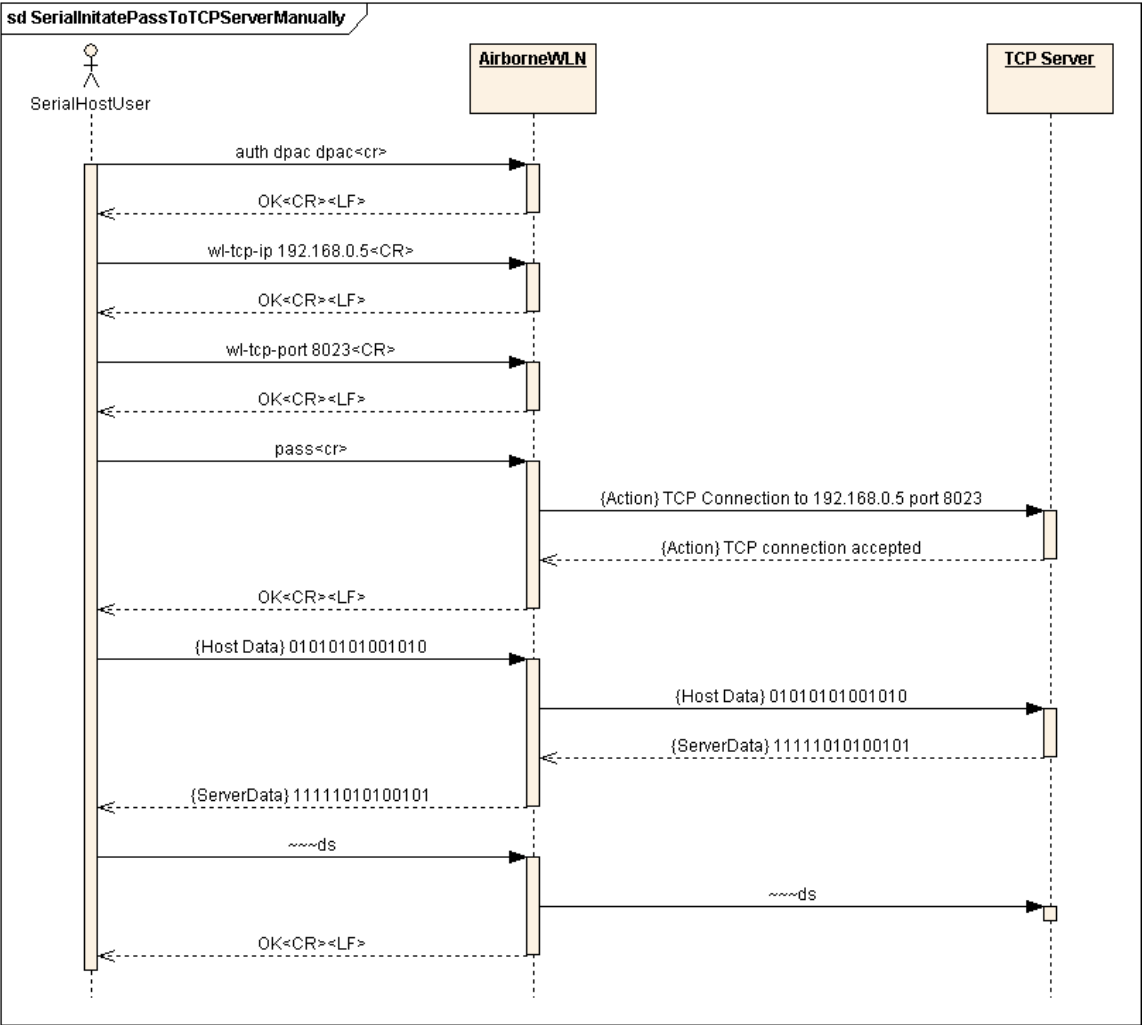 sd SerialInitatePassToTCPServerManually
SerialHostUser
AirborneWLN
TCP Server
auth dpac dpac<cr>
OK<CR><LF>
wl-tcp-ip 192.168.0.5<CR>
OK<CR><LF>
wl-tcp-port 8023<CR>
OK<CR><LF>
pass<cr>
{Action} TCP Connection to 192.168.0.5 port 8023
{Action} TCP connection accepted
OK<CR><LF>
{Host Data} 01010101001010
{Host Data} 01010101001010
{ServerData} 11111010100101
{ServerData} 11111010100101
~~~ds
~~~ds
OK<CR><LF>